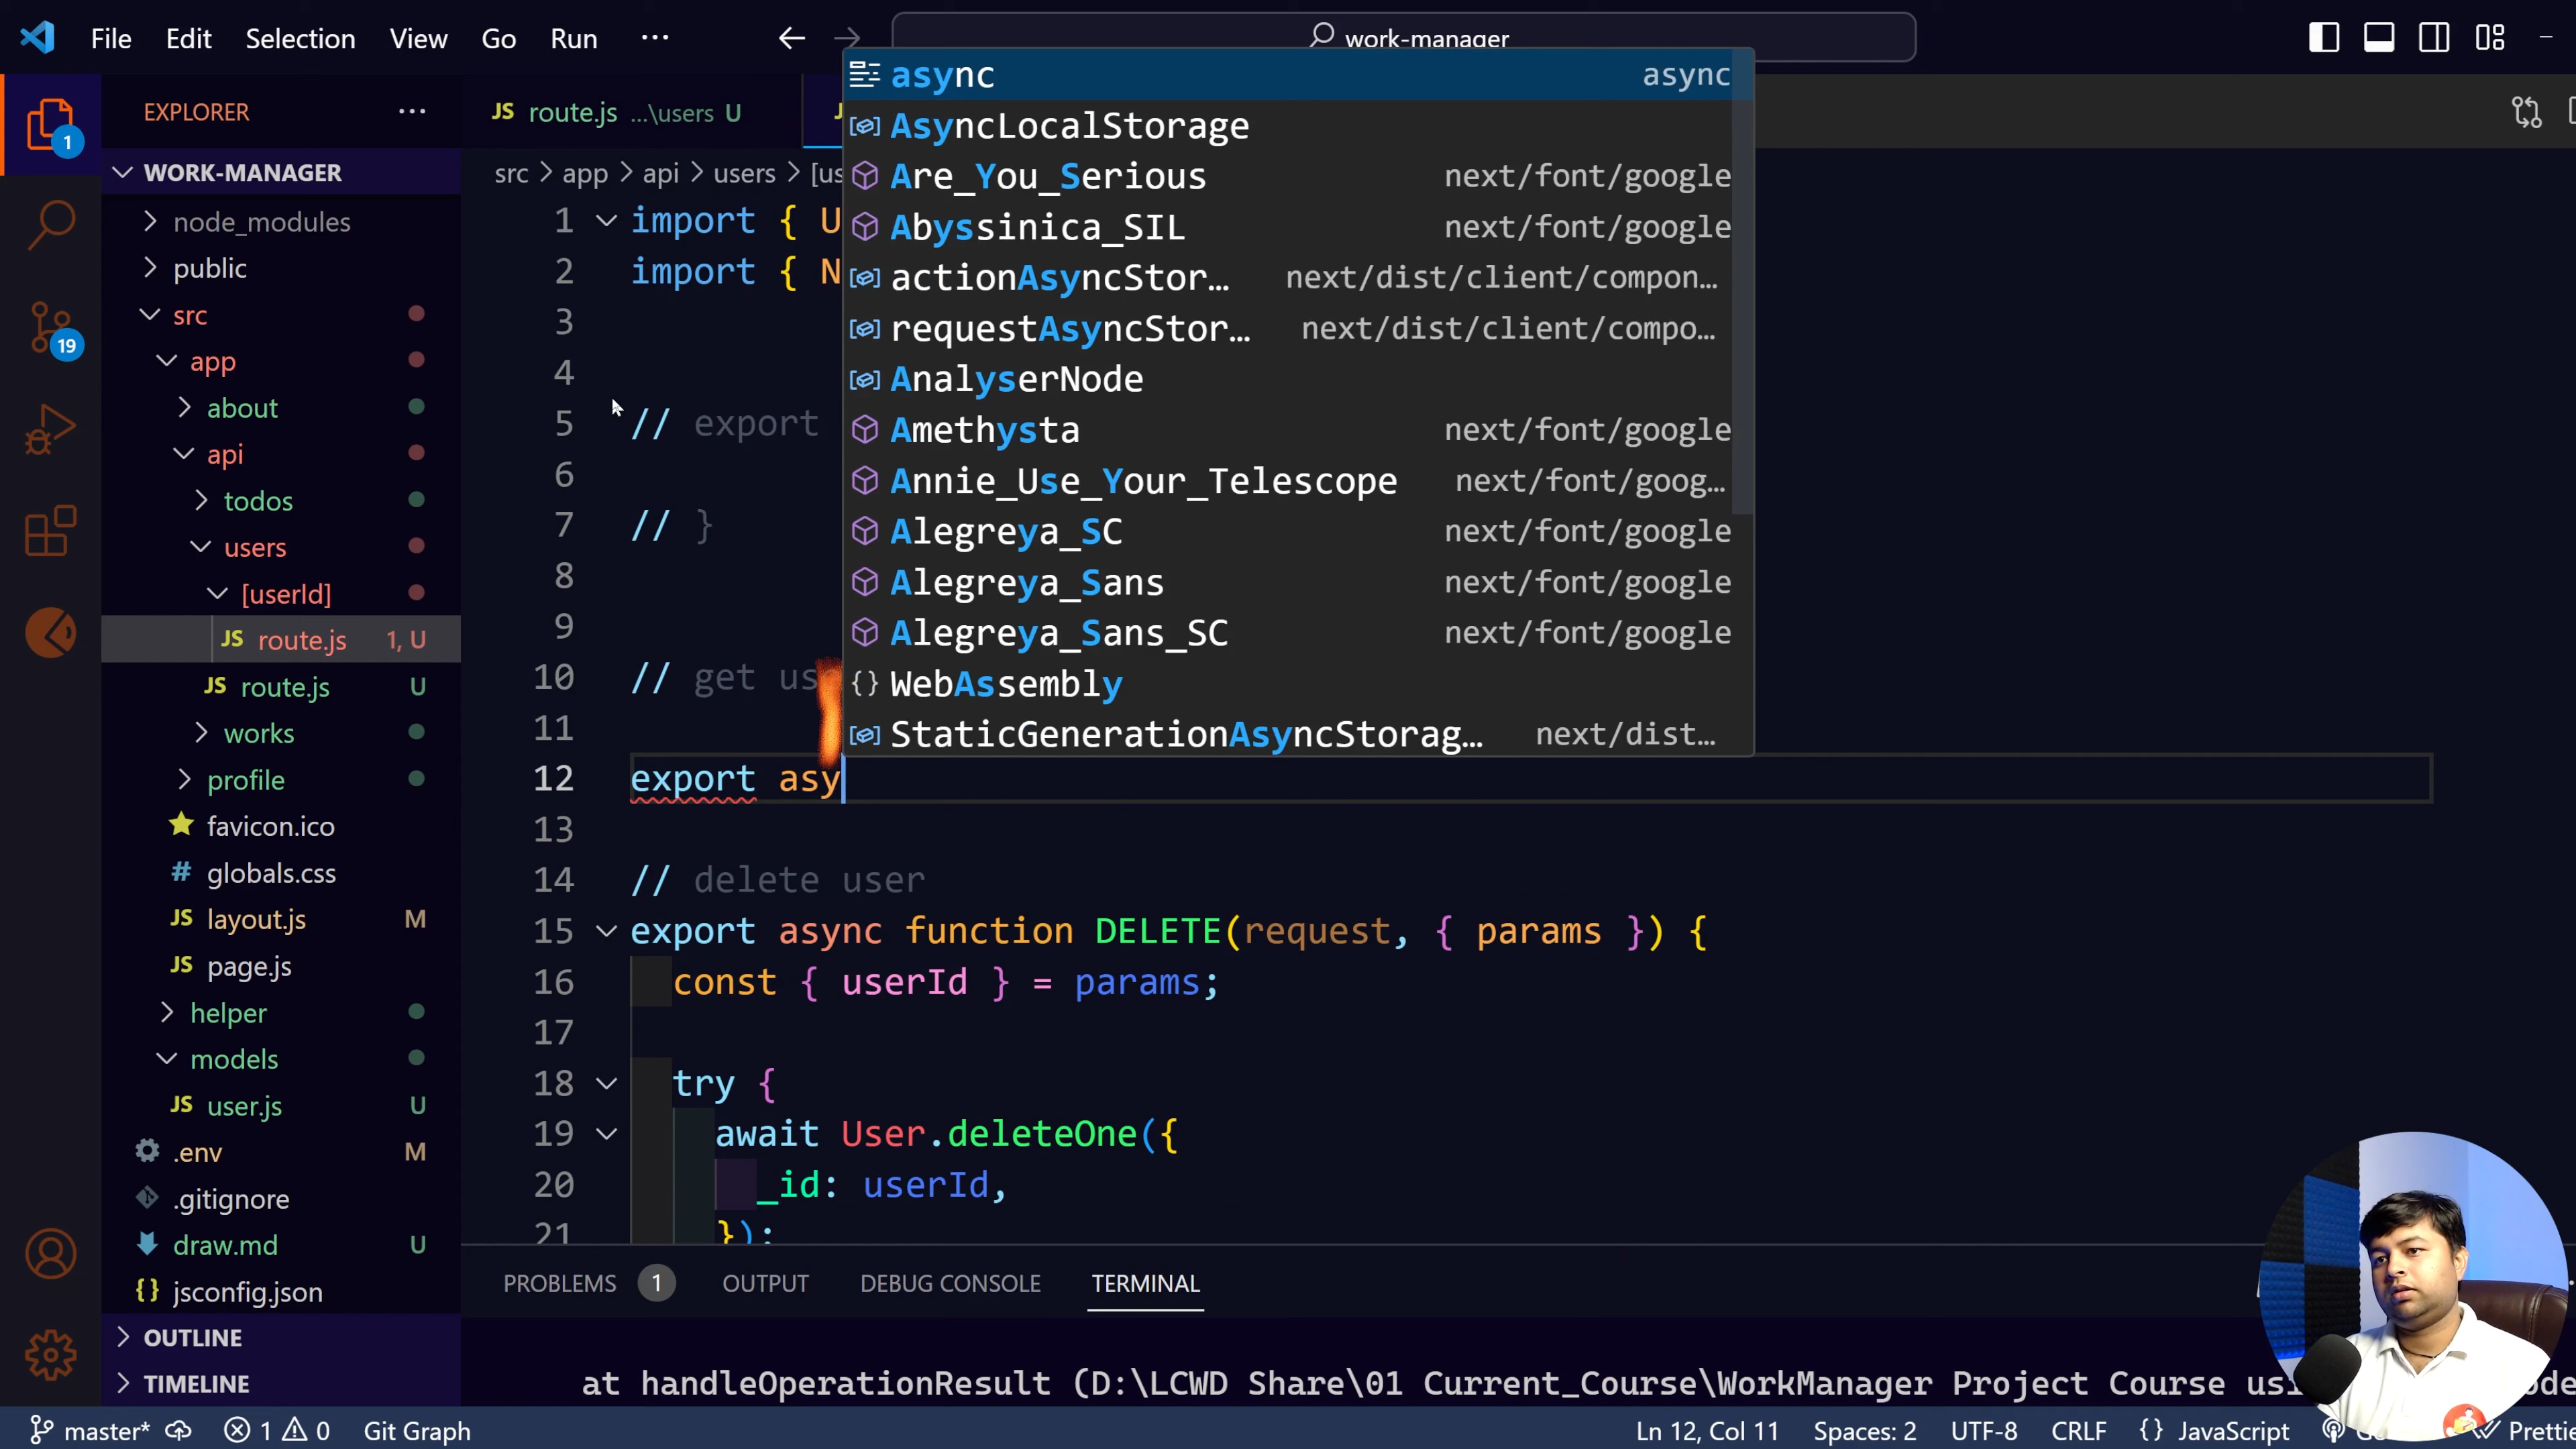 File Edit Selection View Go Run ··· work-manager
EXPLORER ···
WORK-MANAGER
node_modules
public
src
app
about
api
todos
users
[userId]
JS route.js 1, U
JS route.js U
works
profile
favicon.ico
# globals.css
JS layout.js M
JS page.js
helper
models
JS user.js U
.env M
.gitignore
draw.md U
{} jsconfig.json
OUTLINE
TIMELINE
1
19
JS route.js ...\users U
src > app > api > users > [us
1 import { U
2 import { N
3
4
5 // export
6
7 // }
8
9
10 // get use
11
12 export asy
13
14 // delete user
15 export async function DELETE(request, { params }) {
16 const { userId } = params;
17
18 try {
19 await User.deleteOne({
20 _id: userId,
21 });
async async
AsyncLocalStorage
Are_You_Serious next/font/google
Abyssinica_SIL next/font/google
actionAsyncStor… next/dist/client/compon…
requestAsyncStor… next/dist/client/compo…
AnalyserNode
Amethysta next/font/google
Annie_Use_Your_Telescope next/font/goog…
Alegreya_SC next/font/google
Alegreya_Sans next/font/google
Alegreya_Sans_SC next/font/google
{} WebAssembly
StaticGenerationAsyncStorag… next/dist…
PROBLEMS 1 OUTPUT DEBUG CONSOLE TERMINAL
at handleOperationResult (D:\LCWD Share\01 Current_Course\WorkManager Project Course usi
master* 1 0 Git Graph Ln 12, Col 11 Spaces: 2 UTF-8 CRLF {} JavaScript Prettie